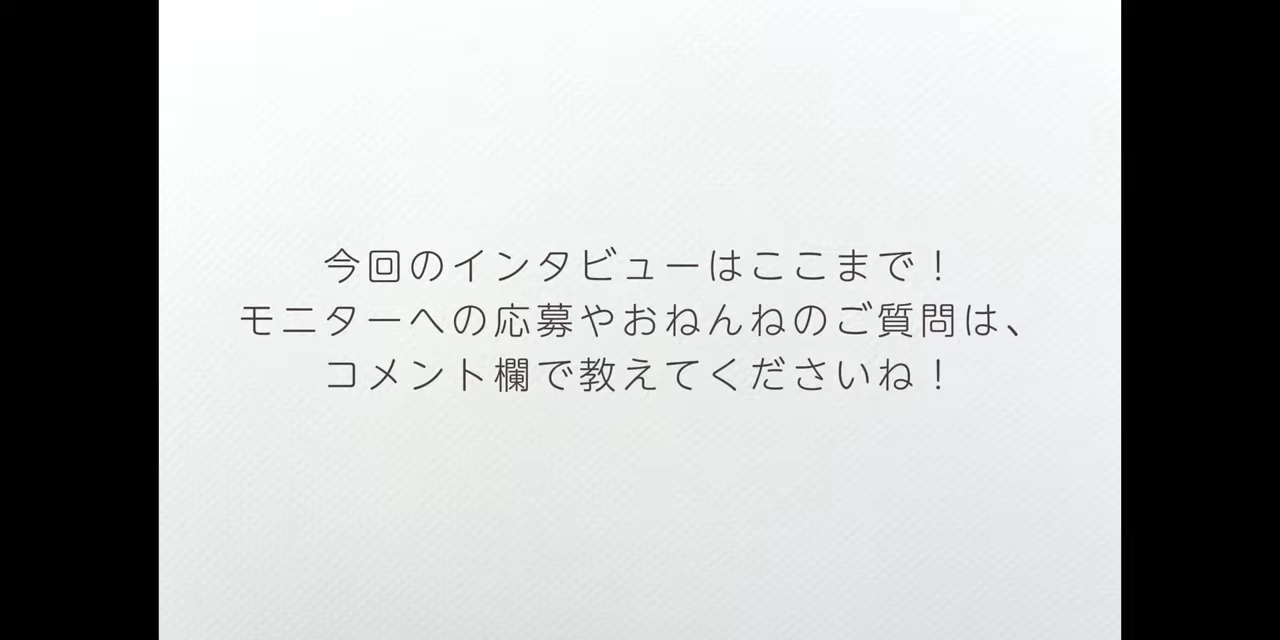 今回のインタビューはここまで！
モニターへの応募やおねんねのご質問は、
コメント欄で教えてくださいね！